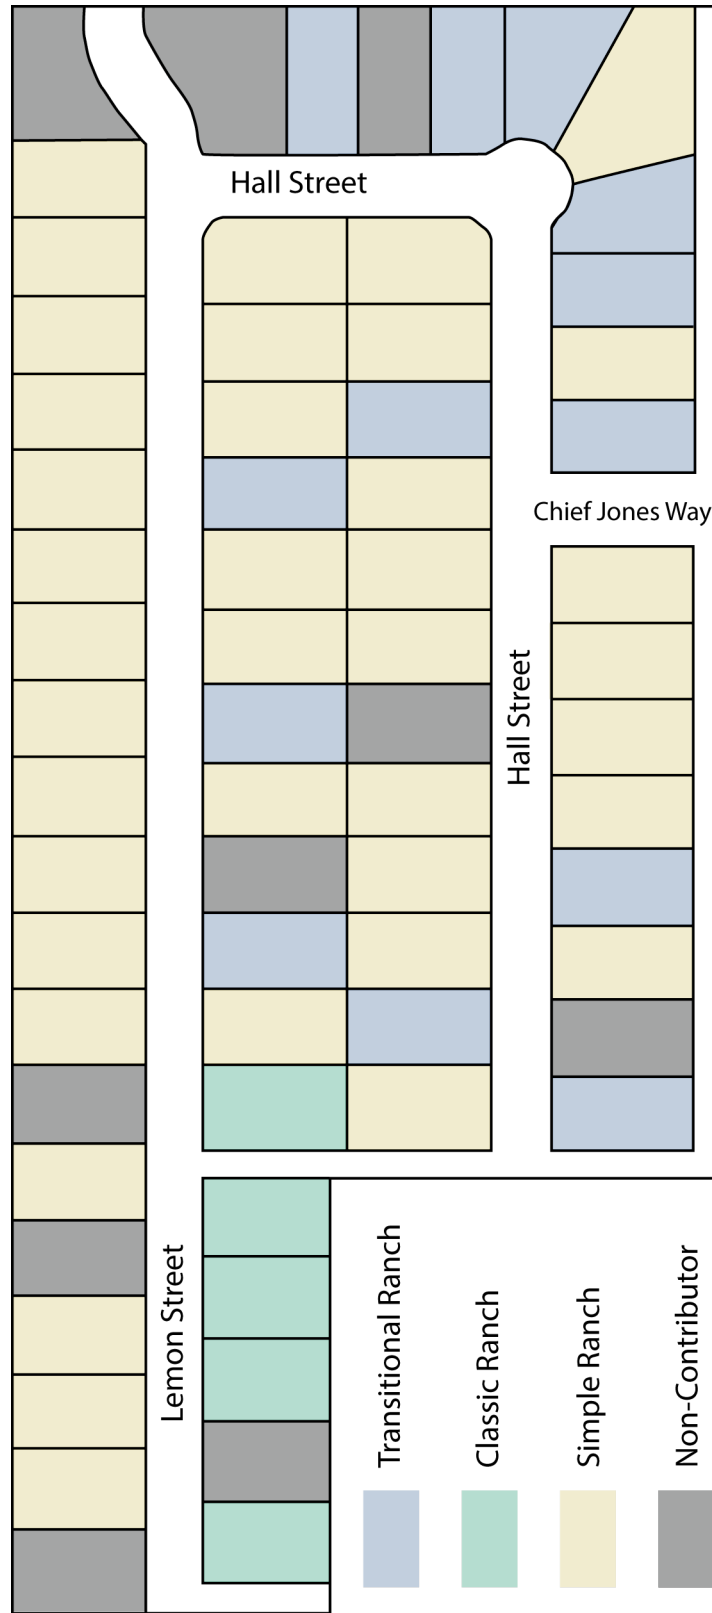 Hall Street
Chief Jones Way
Hall Street
Lemon Street
Transitional Ranch
Classic Ranch
Simple Ranch
Non-Contributor